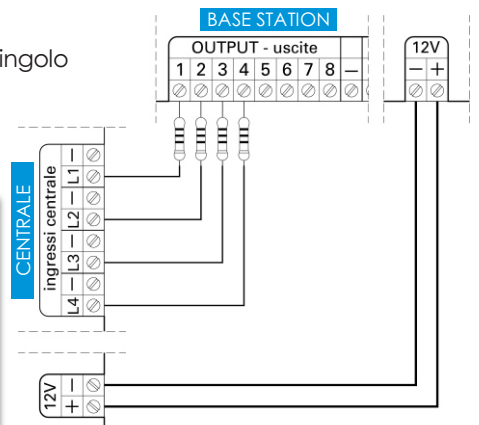 BASE STATION
ingolo
OUTPUT - uscite
12V
1 2 3 4 5 6 7 8 –
– +
CENTRALE
ingressi centrale
– L1 – L2 – L3 – L4
12V
– +